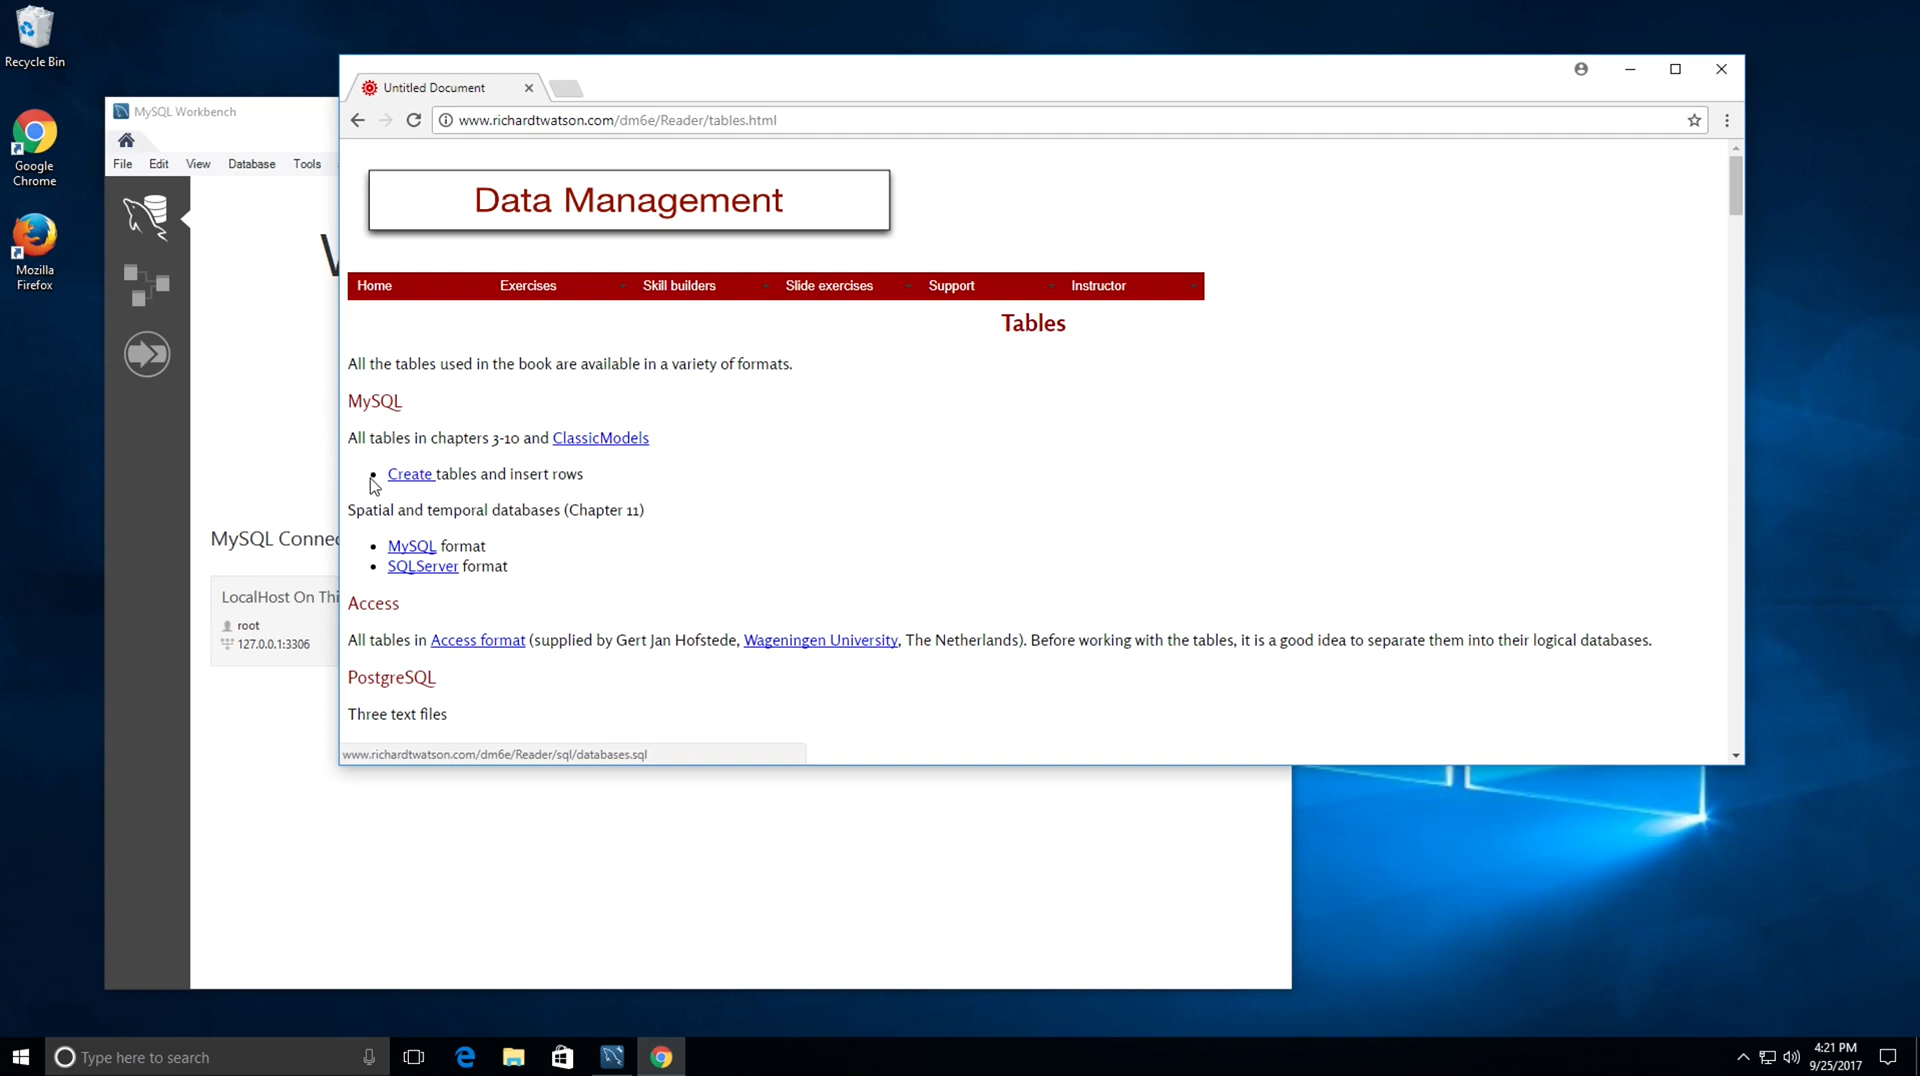 Recycle Bin
Google
Chrome
Mozilla
Firefox
MySQL Workbench
File Edit View Database Tools
W
MySQL Connec
LocalHost On Thi
root
127.0.0.1:3306
Untitled Document
www.richardtwatson.com/dm6e/Reader/tables.html
Data Management
Home Exercises Skill builders Slide exercises Support Instructor
Tables
All the tables used in the book are available in a variety of formats.
MySQL
All tables in chapters 3-10 and ClassicModels
Create tables and insert rows
Spatial and temporal databases (Chapter 11)
MySQL format
SQLServer format
Access
All tables in Access format (supplied by Gert Jan Hofstede, Wageningen University, The Netherlands). Before working with the tables, it is a good idea to separate them into their logical databases.
PostgreSQL
Three text files
www.richardtwatson.com/dm6e/Reader/sql/databases.sql
Type here to search
4:21 PM
9/25/2017